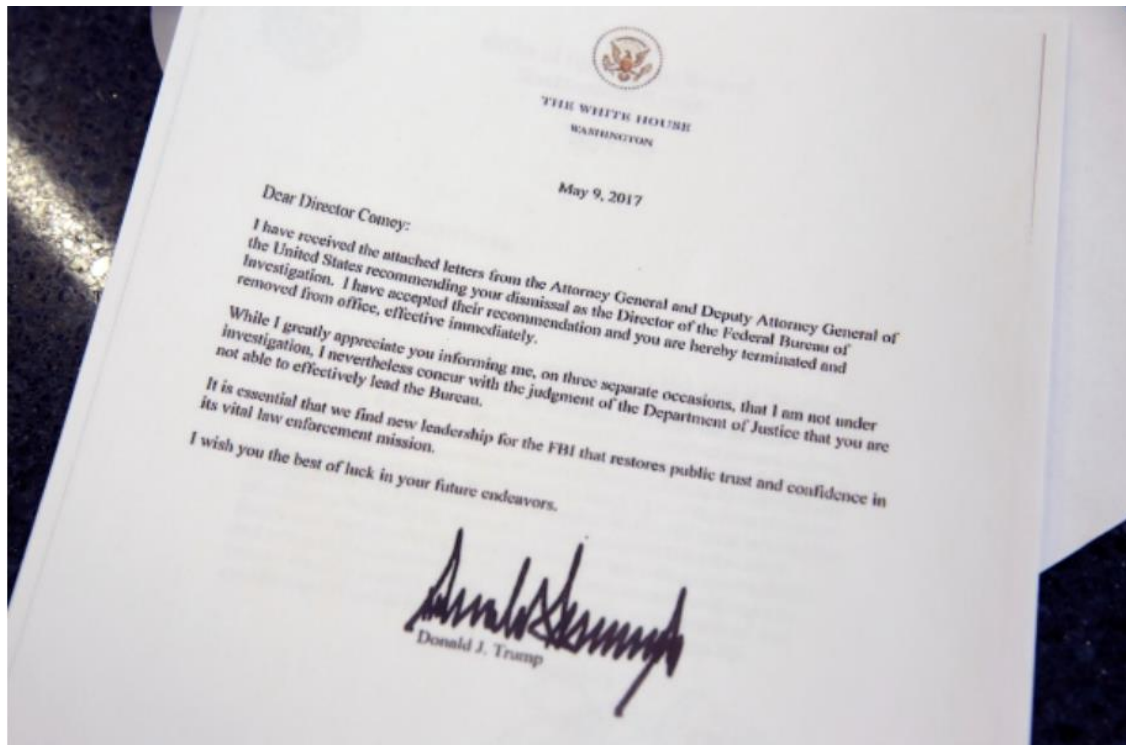 THE WHITE HOUSE
WASHINGTON
May 9, 2017
Dear Director Comey:
I have received the attached letters from the Attorney General and Deputy Attorney General of
the United States recommending your dismissal as the Director of the Federal Bureau of
Investigation. I have accepted their recommendation and you are hereby terminated and
removed from office, effective immediately.
While I greatly appreciate you informing me, on three separate occasions, that I am not under
investigation, I nevertheless concur with the judgment of the Department of Justice that you are
not able to effectively lead the Bureau.
It is essential that we find new leadership for the FBI that restores public trust and confidence in
its vital law enforcement mission.
I wish you the best of luck in your future endeavors.
Donald J. Trump